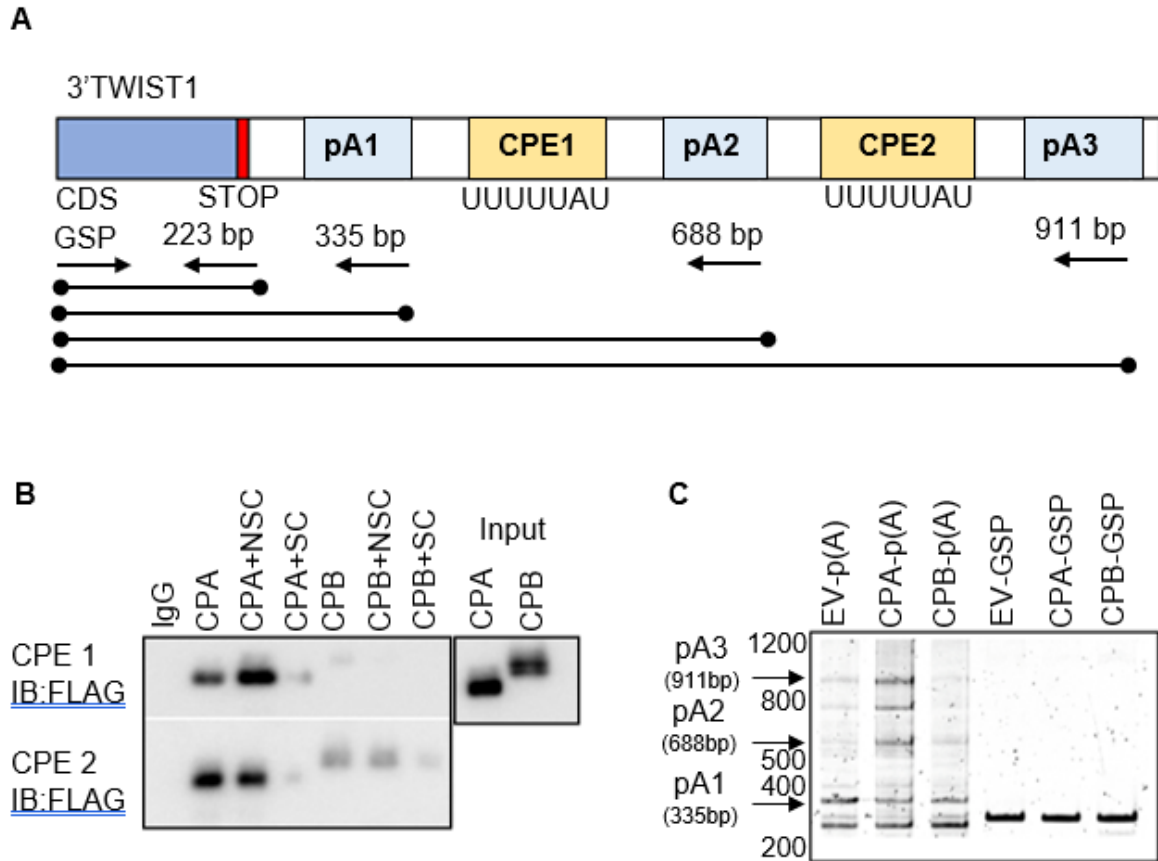 A
3'TWIST1
pA1 CPE1 pA2 CPE2 pA3
CDS STOP UUUUUAU UUUUUAU
GSP 223 bp 335 bp 688 bp 911 bp
B
IgG
CPA
CPA+NSC
CPA+SC
CPB
CPB+NSC
CPB+SC
Input
CPA
CPB
CPE 1
IB:FLAG
CPE 2
IB:FLAG
C
EV-p(A)
CPA-p(A)
CPB-p(A)
EV-GSP
CPA-GSP
CPB-GSP
pA3
(911bp)
pA2
(688bp)
pA1
(335bp)
1200
800
500
400
200